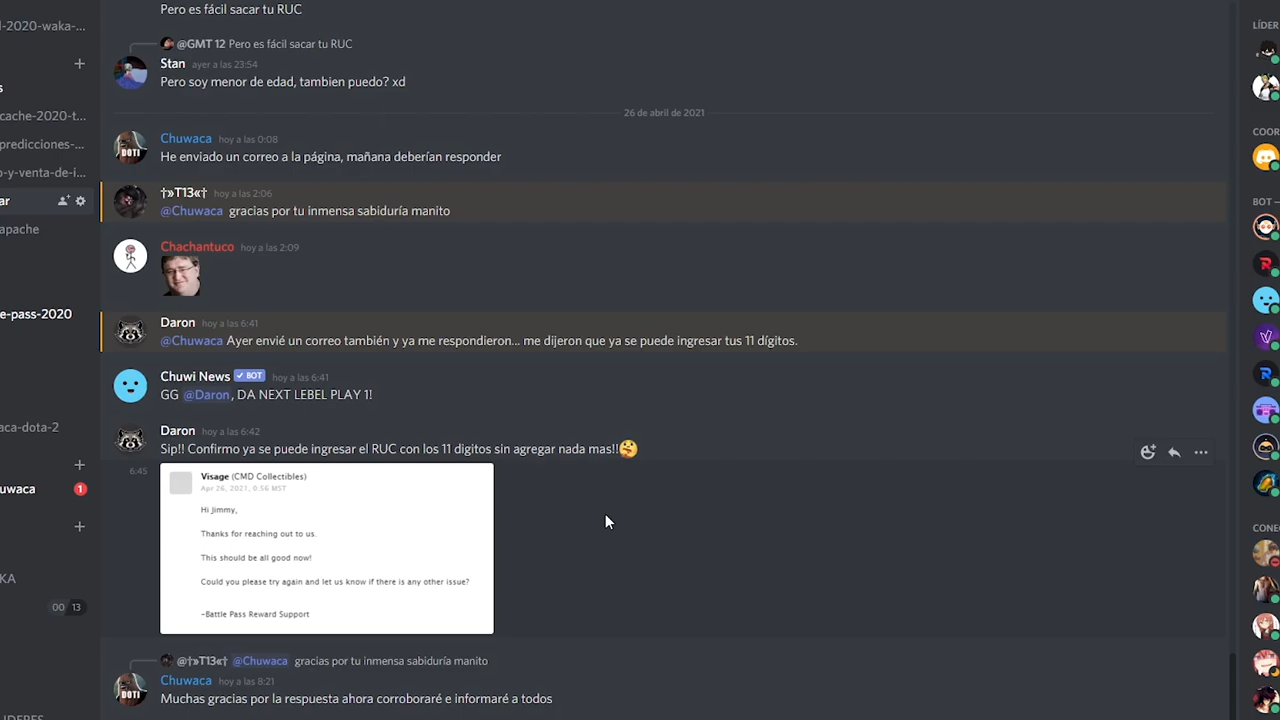 Pero es fácil sacar tu RUC
l-2020-waka-...
LÍDER
@GMT 12 Pero es fácil sacar tu RUC
Stan ayer a las 23:54
Pero soy menor de edad, tambien puedo? xd
cache-2020-t...
26 de abril de 2021
COOR
Chuwaca hoy a las 0:08
predicciones-...
DOTI
He enviado un correo a la página, mañana deberían responder
o-y-venta-de-i...
†»T13«† hoy a las 2:06
ar
BOT —
@Chuwaca gracias por tu inmensa sabiduría manito
apache
Chachantuco hoy a las 2:09
e-pass-2020
Daron hoy a las 6:41
@Chuwaca Ayer envié un correo también y ya me respondieron... me dijeron que ya se puede ingresar tus 11 dígitos.
Chuwi News BOT hoy a las 6:41
GG @Daron, DA NEXT LEBEL PLAY 1!
aca-dota-2
Daron hoy a las 6:42
Sip!! Confirmo ya se puede ingresar el RUC con los 11 digitos sin agregar nada mas!!
6:45
Visage (CMD Collectibles)
Apr 26, 2021, 0:56 MST
uwaca 1
Hi Jimmy,
CONE
Thanks for reaching out to us.
This should be all good now!
KA
Could you please try again and let us know if there is any other issue?
00 13
~Battle Pass Reward Support
@†»T13«† @Chuwaca gracias por tu inmensa sabiduría manito
Chuwaca hoy a las 8:21
DOTI
Muchas gracias por la respuesta ahora corroboraré e informaré a todos
LIDERES